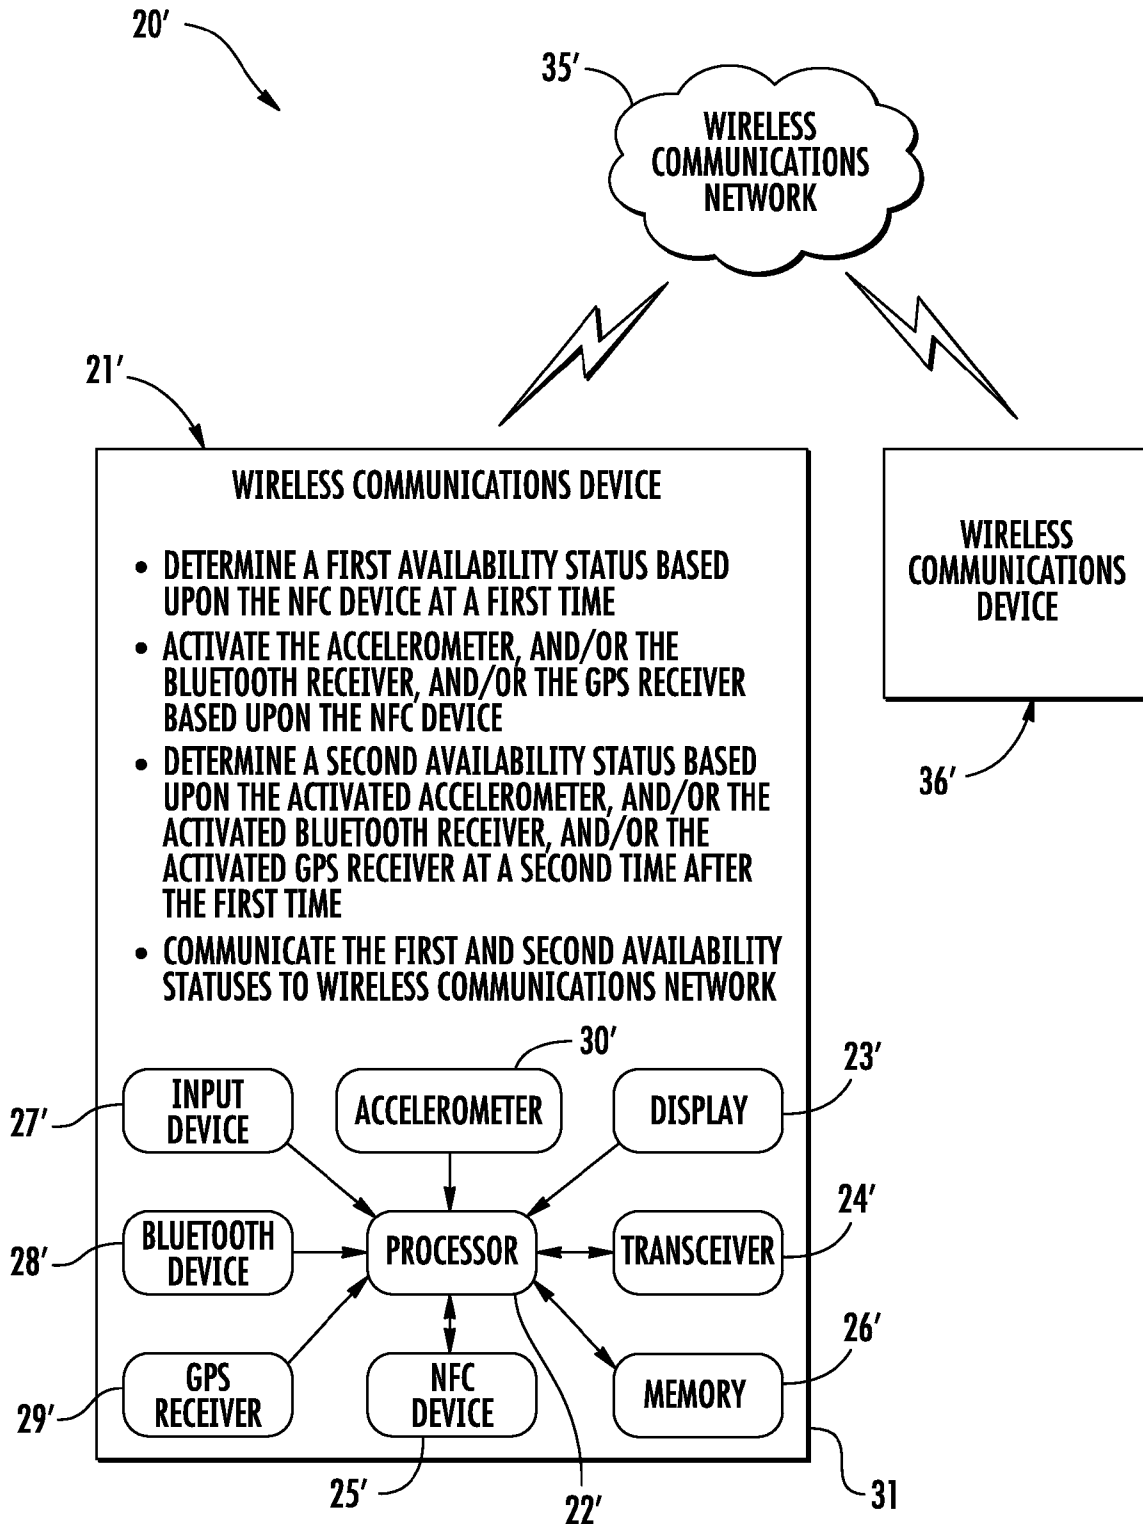 20'
35'
WIRELESS
COMMUNICATIONS
NETWORK
21'
WIRELESS COMMUNICATIONS DEVICE
• DETERMINE A FIRST AVAILABILITY STATUS BASED
UPON THE NFC DEVICE AT A FIRST TIME
• ACTIVATE THE ACCELEROMETER, AND/OR THE
BLUETOOTH RECEIVER, AND/OR THE GPS RECEIVER
BASED UPON THE NFC DEVICE
• DETERMINE A SECOND AVAILABILITY STATUS BASED
UPON THE ACTIVATED ACCELEROMETER, AND/OR THE
ACTIVATED BLUETOOTH RECEIVER, AND/OR THE
ACTIVATED GPS RECEIVER AT A SECOND TIME AFTER
THE FIRST TIME
• COMMUNICATE THE FIRST AND SECOND AVAILABILITY
STATUSES TO WIRELESS COMMUNICATIONS NETWORK
WIRELESS
COMMUNICATIONS
DEVICE
36'
30'
23'
27'
INPUT
DEVICE
ACCELEROMETER
DISPLAY
24'
28'
BLUETOOTH
DEVICE
PROCESSOR
TRANSCEIVER
26'
29'
GPS
RECEIVER
NFC
DEVICE
MEMORY
25'
22'
31